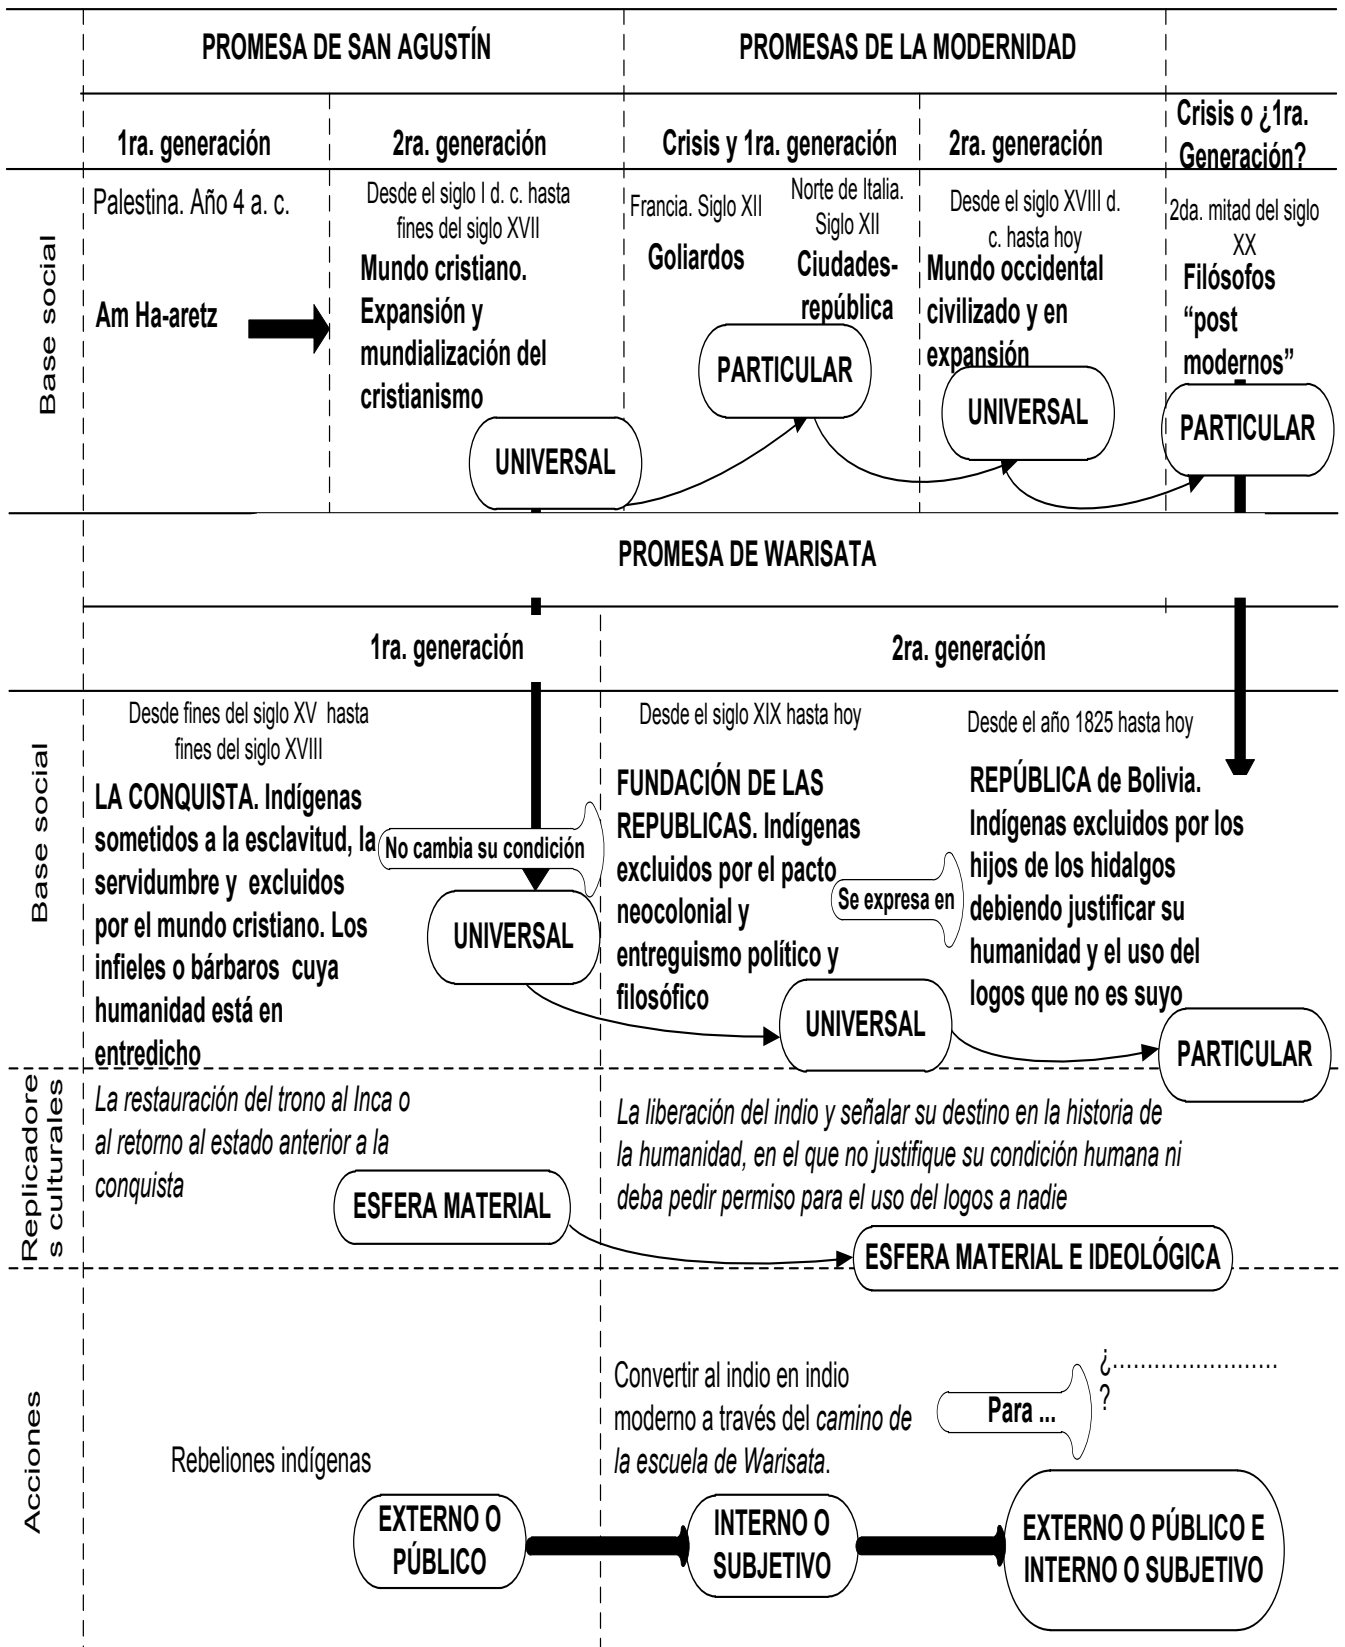 PROMESA DE SAN AGUSTÍN
PROMESAS DE LA MODERNIDAD
1ra. generación
2ra. generación
Crisis y 1ra. generación
2ra. generación
Crisis o ¿1ra.
Generación?
Base social
Palestina. Año 4 a. c.
Am Ha-aretz
Desde el siglo I d. c. hasta
fines del siglo XVII
Mundo cristiano.
Expansión y
mundialización del
cristianismo
UNIVERSAL
Francia. Siglo XII
Goliardos
Norte de Italia.
Siglo XII
Ciudades-
república
PARTICULAR
Desde el siglo XVIII d.
c. hasta hoy
Mundo occidental
civilizado y en
expansión
UNIVERSAL
2da. mitad del siglo
XX
Filósofos
“post
modernos”
PARTICULAR
PROMESA DE WARISATA
1ra. generación
2ra. generación
Base social
Desde fines del siglo XV hasta
fines del siglo XVIII
LA CONQUISTA. Indígenas
sometidos a la esclavitud, la
servidumbre y excluidos
por el mundo cristiano. Los
infieles o bárbaros cuya
humanidad está en
entredicho
No cambia su condición
UNIVERSAL
Desde el siglo XIX hasta hoy
FUNDACIÓN DE LAS
REPUBLICAS. Indígenas
excluidos por el pacto
neocolonial y
entreguismo político y
filosófico
Se expresa en
UNIVERSAL
Desde el año 1825 hasta hoy
REPÚBLICA de Bolivia.
Indígenas excluidos por los
hijos de los hidalgos
debiendo justificar su
humanidad y el uso del
logos que no es suyo
PARTICULAR
Replicadore
s culturales
La restauración del trono al Inca o
al retorno al estado anterior a la
conquista
ESFERA MATERIAL
La liberación del indio y señalar su destino en la historia de
la humanidad, en el que no justifique su condición humana ni
deba pedir permiso para el uso del logos a nadie
ESFERA MATERIAL E IDEOLÓGICA
Acciones
Rebeliones indígenas
EXTERNO O
PÚBLICO
Convertir al indio en indio
moderno a través del camino de
la escuela de Warisata.
INTERNO O
SUBJETIVO
Para ...
¿........................
?
EXTERNO O PÚBLICO E
INTERNO O SUBJETIVO